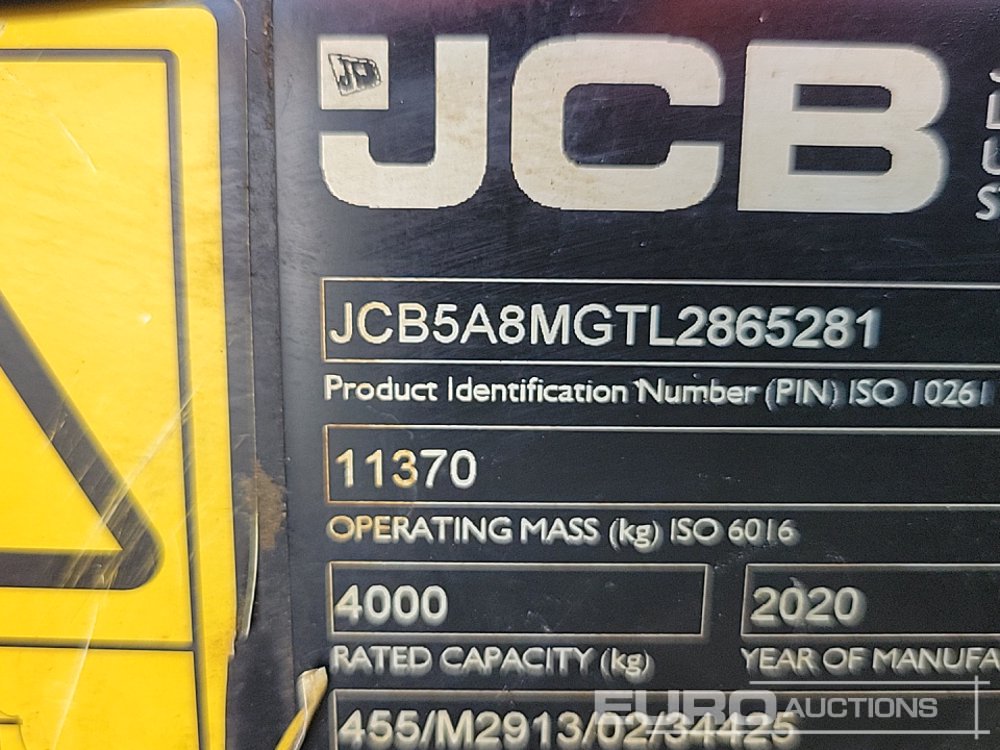 JCB
JCB
JCB5A8MGTL2865281
Product Identification Number (PIN) ISO 10261
11370
OPERATING MASS (kg) ISO 6016
4000
2020
RATED CAPACITY (kg)
YEAR OF MANUFA
455/M2913/02/34425
EURO AUCTIONS